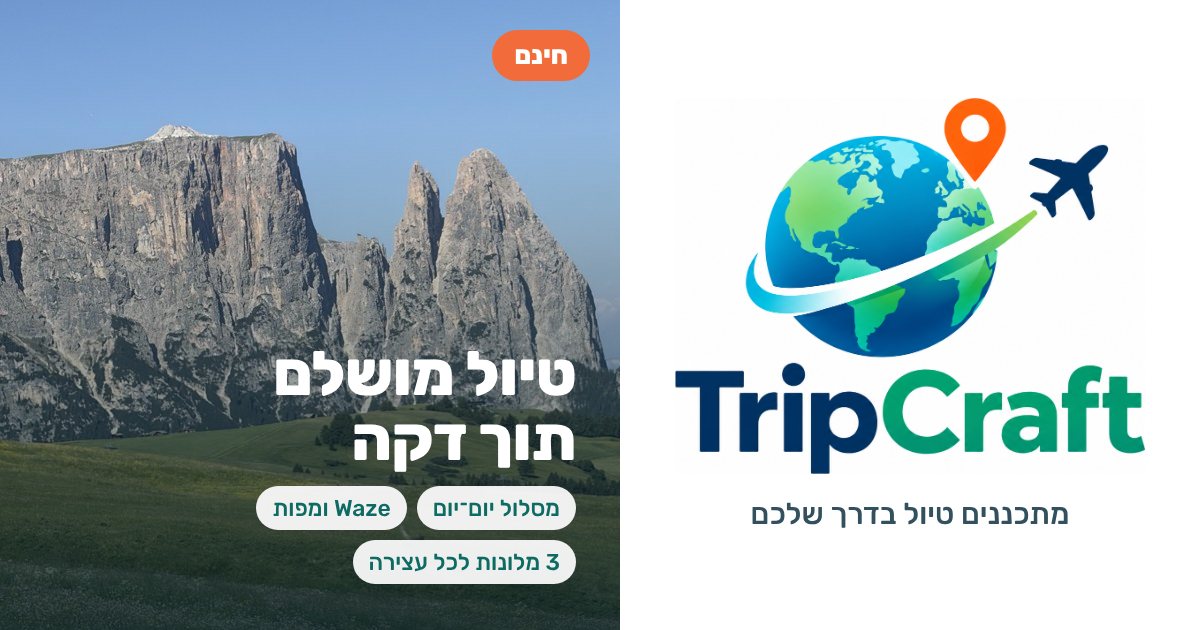 חינם
טיול מושלם
תוך דקה
מסלול יום־יום
Waze ומפות
3 מלונות לכל עצירה
TripCraft
מתכננים טיול בדרך שלכם